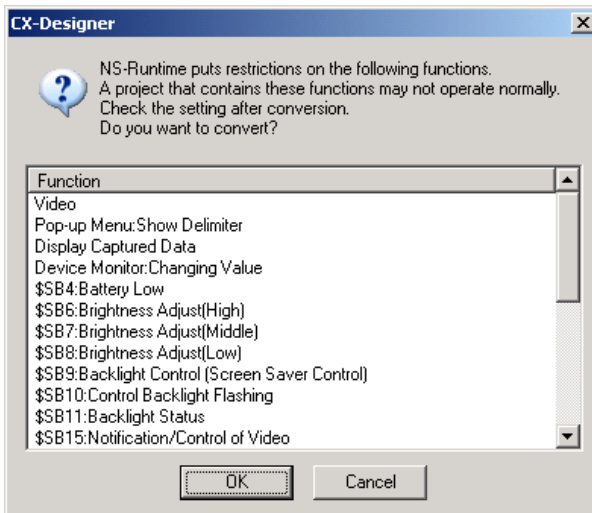 CX-Designer
NS-Runtime puts restrictions on the following functions.
A project that contains these functions may not operate normally.
Check the setting after conversion.
Do you want to convert?
Function
Video
Pop-up Menu:Show Delimiter
Display Captured Data
Device Monitor:Changing Value
$SB4:Battery Low
$SB6:Brightness Adjust(High)
$SB7:Brightness Adjust(Middle)
$SB8:Brightness Adjust(Low)
$SB9:Backlight Control (Screen Saver Control)
$SB10:Control Backlight Flashing
$SB11:Backlight Status
$SB15:Notification/Control of Video
OK Cancel